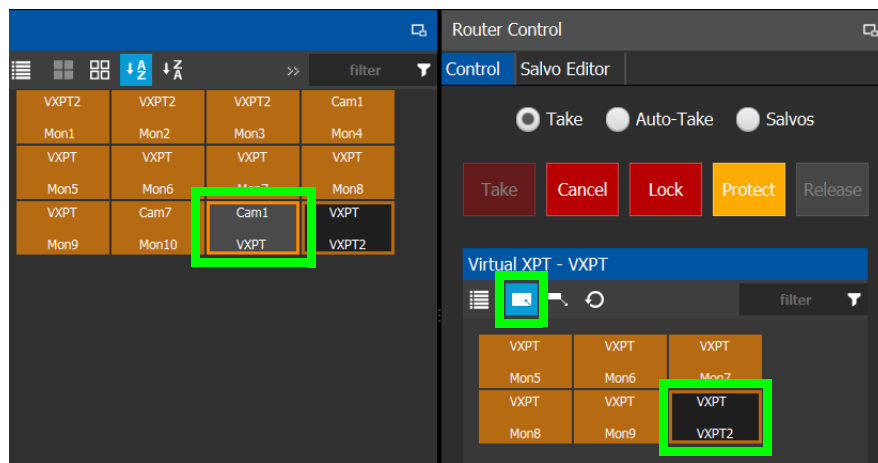 Router Control
Control Salvo Editor
filter
Take Auto-Take Salvos
Take Cancel Lock Protect Release
VXPT2 VXPT2 VXPT2 Cam1
Mon1 Mon2 Mon3 Mon4
VXPT VXPT VXPT VXPT
Mon5 Mon6 Mon7 Mon8
VXPT Cam7 Cam1 VXPT
Mon9 Mon10 VXPT VXPT2
Virtual XPT - VXPT
filter
VXPT VXPT VXPT
Mon5 Mon6 Mon7
VXPT VXPT VXPT
Mon8 Mon9 VXPT2